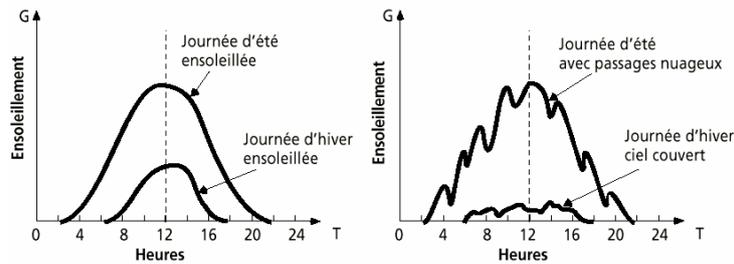 G
Ensoleillement
Journée d'été
ensoleillée
Journée d'hiver
ensoleillée
0 4 8 12 16 20 24 T
Heures
G
Ensoleillement
Journée d'été
avec passages nuageux
Journée d'hiver
ciel couvert
0 4 8 12 16 20 24 T
Heures